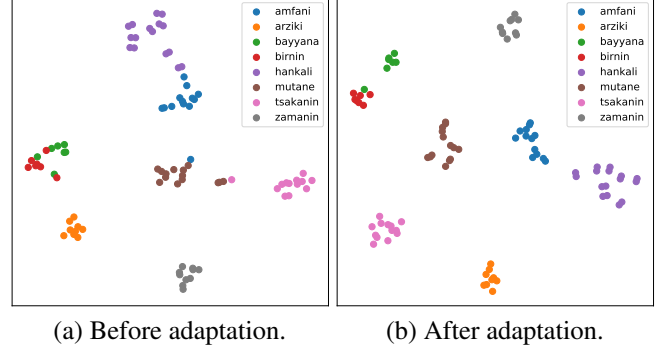 amfani
arziki
bayyana
birnin
hankali
mutane
tsakanin
zamanin
amfani
arziki
bayyana
birnin
hankali
mutane
tsakanin
zamanin
(a) Before adaptation.
(b) After adaptation.